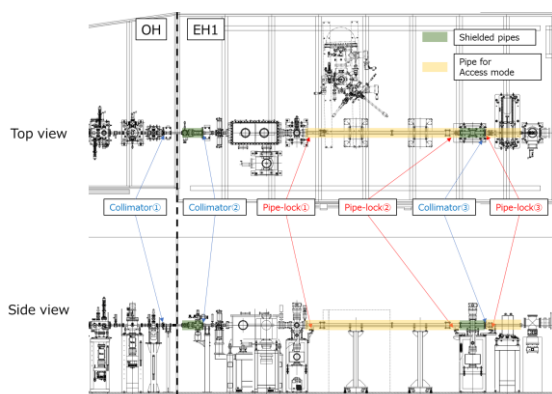 OH
EH1
Shielded pipes
Pipe for
Access mode
Top view
Collimator①
Collimator②
Pipe-lock①
Pipe-lock②
Collimator③
Pipe-lock③
Side view